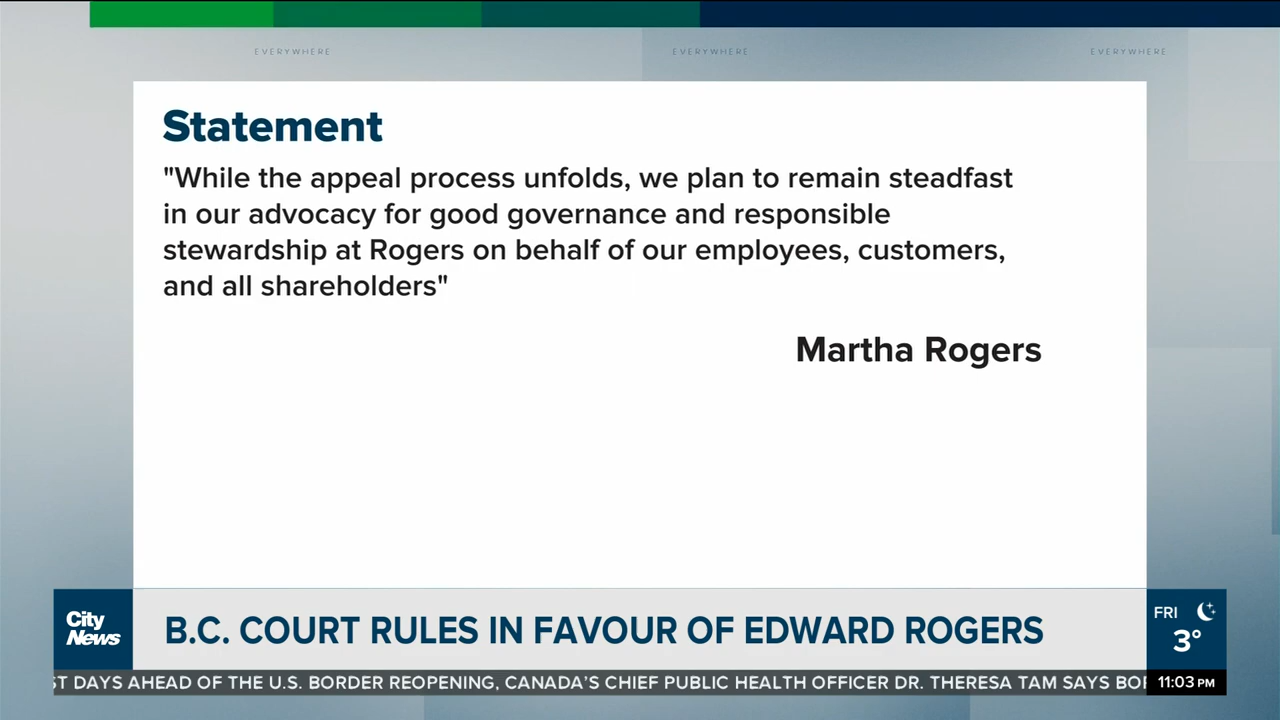 EVERYWHERE EVERYWHERE EVERYWHERE
Statement
"While the appeal process unfolds, we plan to remain steadfast
in our advocacy for good governance and responsible
stewardship at Rogers on behalf of our employees, customers,
and all shareholders"
Martha Rogers
City
News
B.C. COURT RULES IN FAVOUR OF EDWARD ROGERS
FRI
3°
DAYS AHEAD OF THE U.S. BORDER REOPENING, CANADA'S CHIEF PUBLIC HEALTH OFFICER DR. THERESA TAM SAYS
11:03 PM